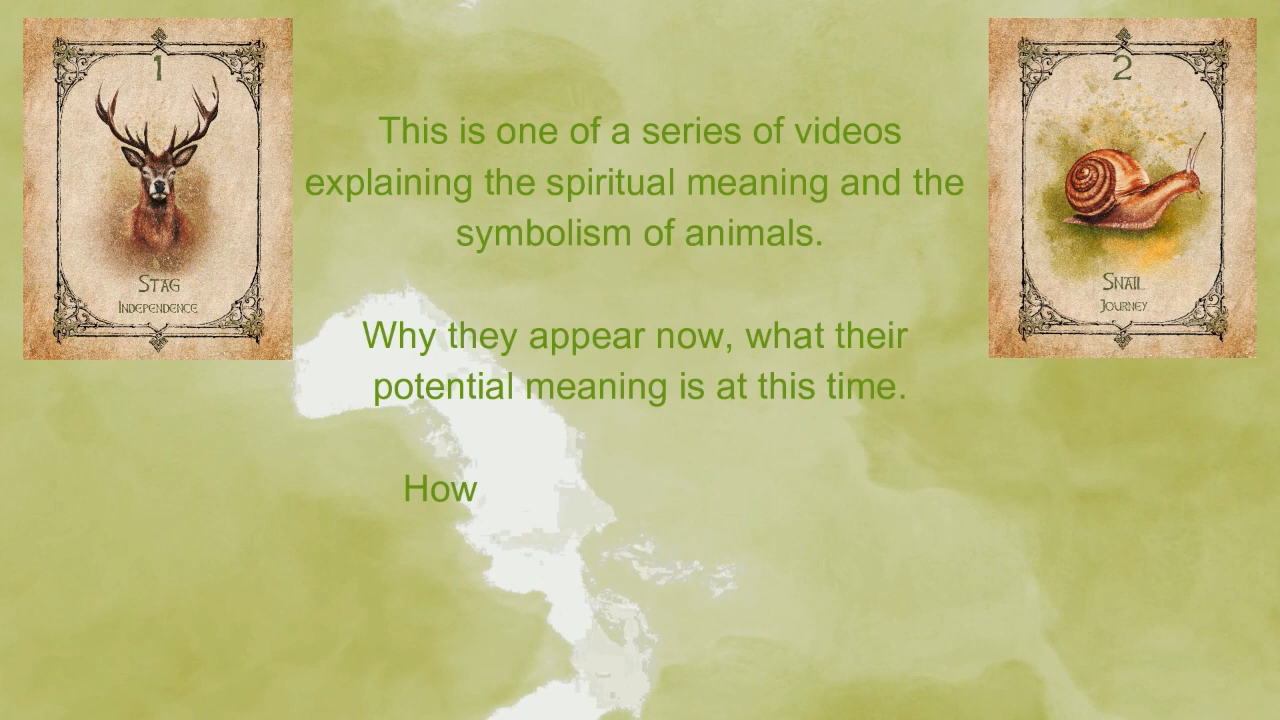 1
STAG
INDEPENDENCE
This is one of a series of videos
explaining the spiritual meaning and the
symbolism of animals.
Why they appear now, what their
potential meaning is at this time.
How
2
SNAIL
JOURNEY